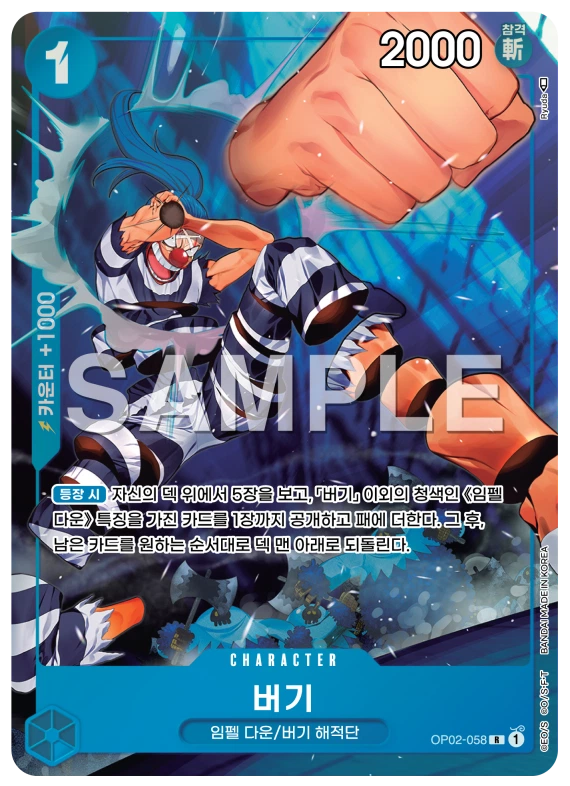 1
2000
참격
斬
Ryuda
카운터 +1000
SAMPLE
등장 시 자신의 덱 위에서 5장을 보고, 「버기」 이외의 청색인 《임펠
다운》 특징을 가진 카드를 1장까지 공개하고 패에 더한다. 그 후,
남은 카드를 원하는 순서대로 덱 맨 아래로 되돌린다.
CHARACTER
버기
임펠 다운/버기 해적단
OP02-058 R 1
©E.O/S. ©O./S.F.T BANDAI MADE IN KOREA